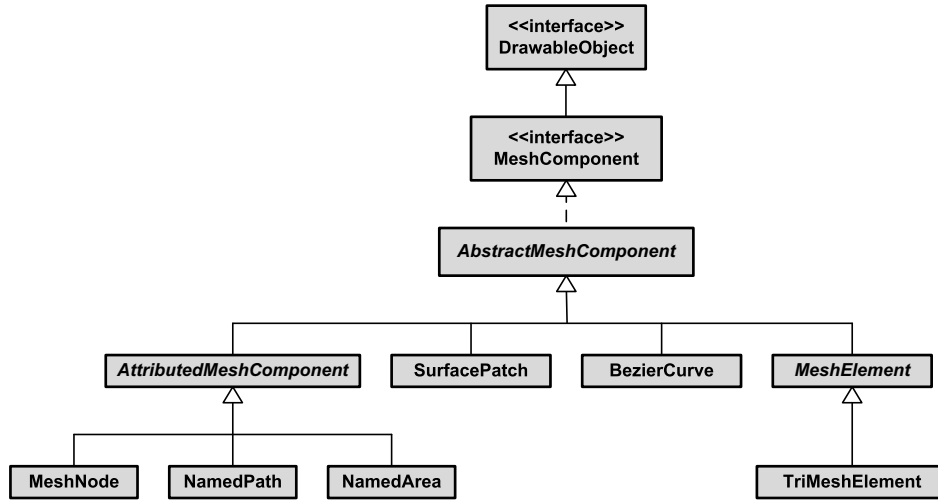 <<interface>>
DrawableObject
<<interface>>
MeshComponent
AbstractMeshComponent
AttributedMeshComponent
SurfacePatch
BezierCurve
MeshElement
MeshNode
NamedPath
NamedArea
TriMeshElement